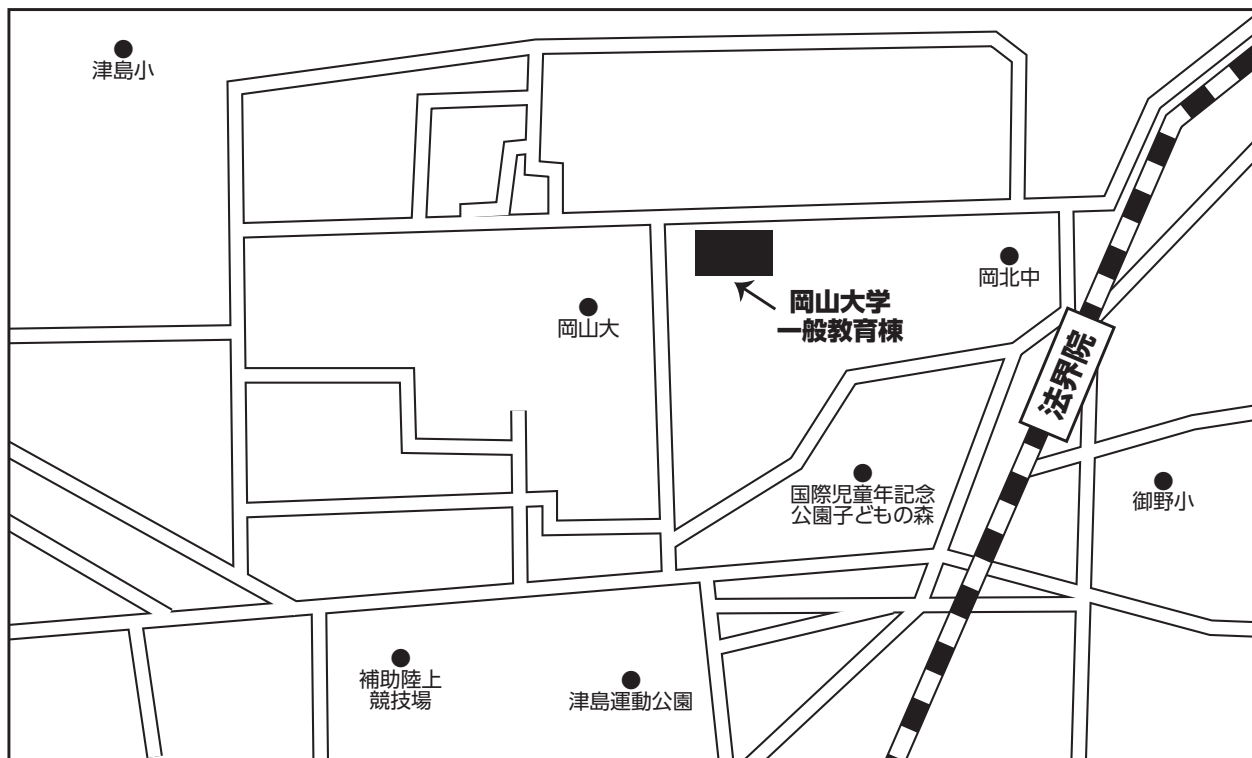 津島小
岡北中
岡山大学
一般教育棟
岡山大
法界院
国際児童年記念
公園子どもの森
御野小
補助陸上
競技場
津島運動公園